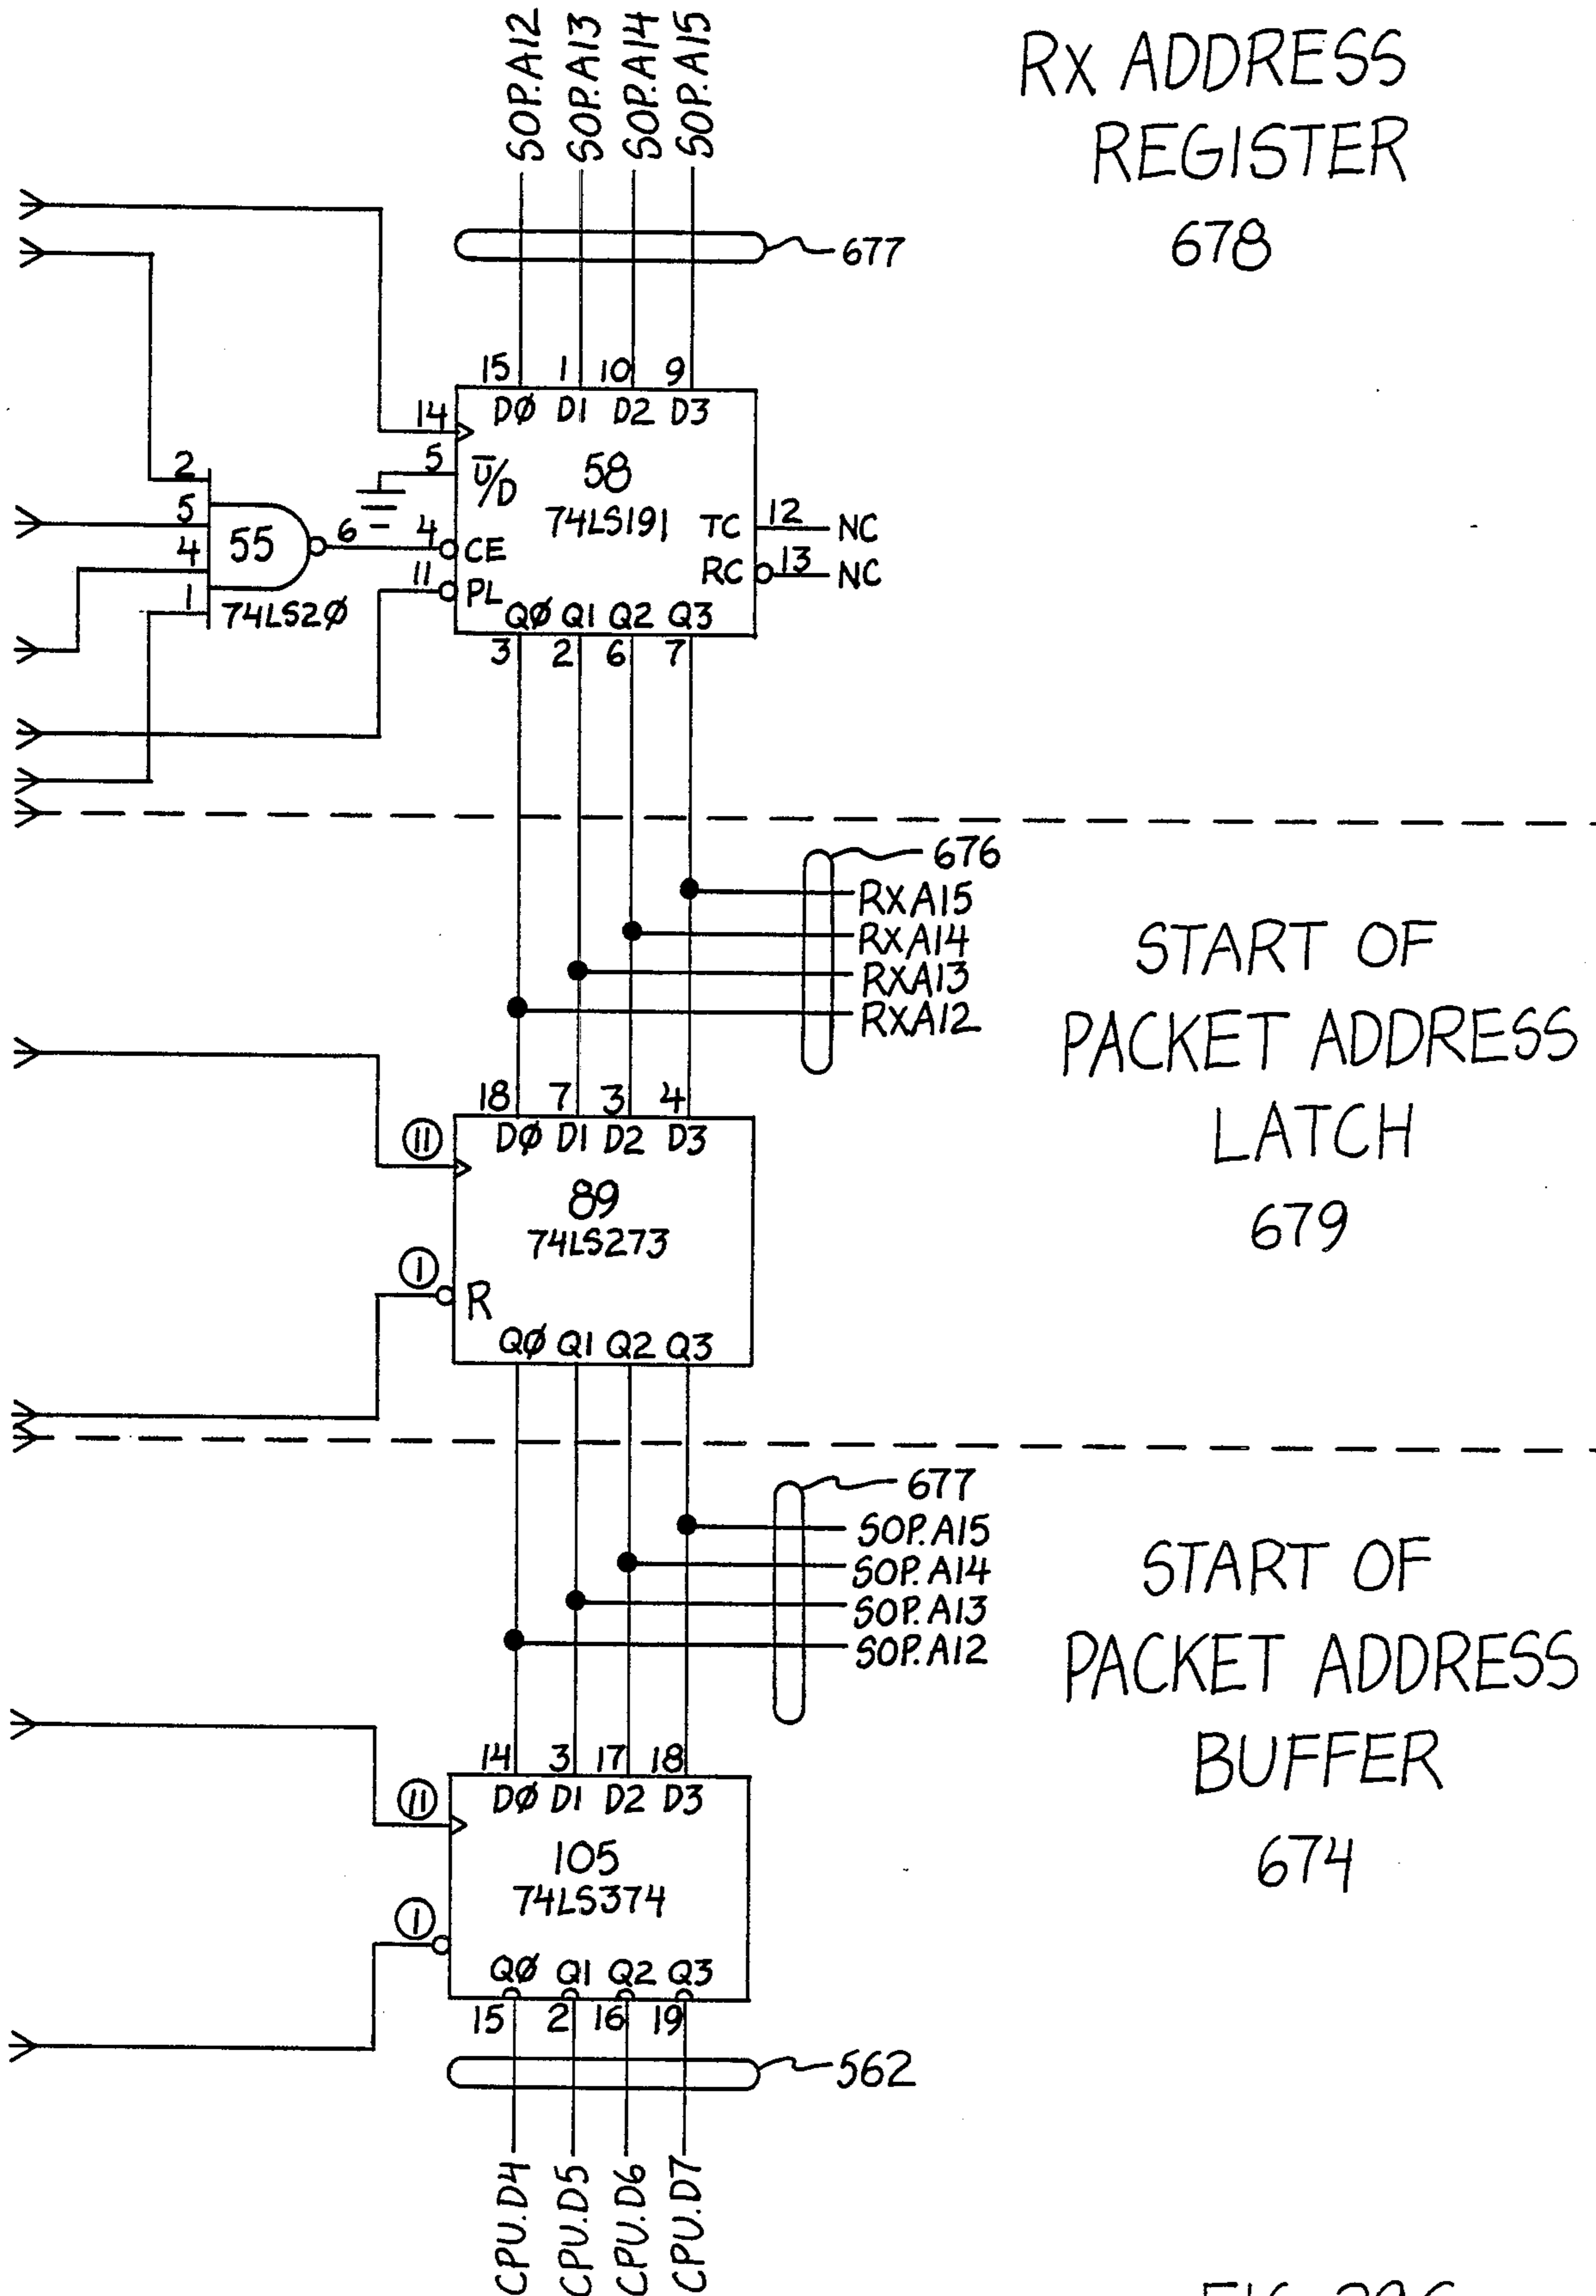 SOP.A12
SOP.A13
SOP.A14
SOP.A15
RX ADDRESS
REGISTER
678
677
15 1 10 9
14 DØ D1 D2 D3
5 U̅/D 58
74LS191
TC 12 NC
RC 13 NC
2
5
4
1
55
74LS2Ø
6 4 CE
11 PL
QØ Q1 Q2 Q3
3 2 6 7
676
RXA15
RXA14
RXA13
RXA12
START OF
PACKET ADDRESS
LATCH
679
18 7 3 4
11 DØ D1 D2 D3
89
74LS273
1 R
QØ Q1 Q2 Q3
677
SOP.A15
SOP.A14
SOP.A13
SOP.A12
START OF
PACKET ADDRESS
BUFFER
674
14 3 17 18
11 DØ D1 D2 D3
105
74LS374
1
QØ Q1 Q2 Q3
15 2 16 19
562
CPU.D4
CPU.D5
CPU.D6
CPU.D7